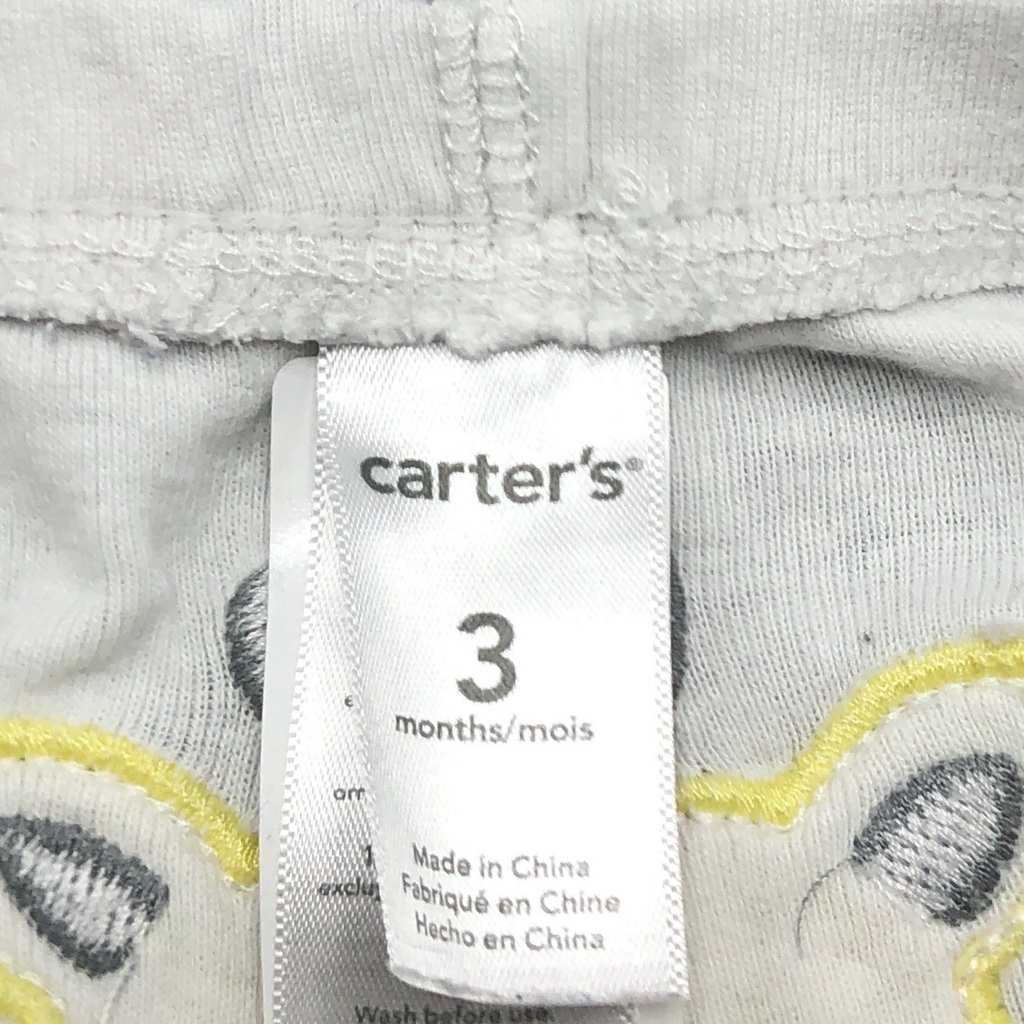 carter's®
3
months/mois
Made in China
Fabriqué en Chine
Hecho en China
Wash before use.